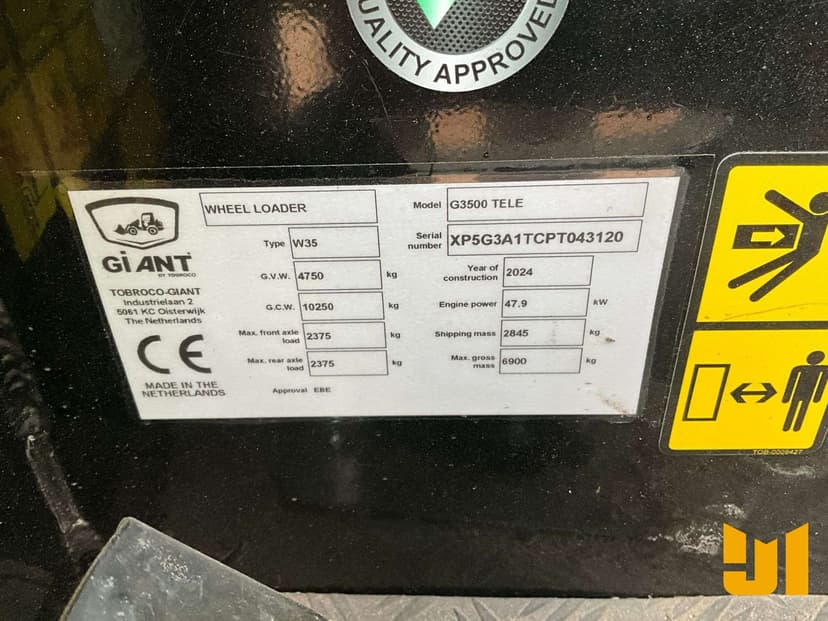 QUALITY APPROVED
WHEEL LOADER
Model G3500 TELE
Type W35
Serial number XP5G3A1TCPT043120
GiANT
BY TOBROCO
G.V.W. 4750 kg
Year of construction 2024
TOBROCO-GIANT
Industrielaan 2
5061 KC Oisterwijk
The Netherlands
G.C.W. 10250 kg
Engine power 47.9 kW
Max. front axle load 2375 kg
Shipping mass 2845 kg
CE
Max. rear axle load 2375 kg
Max. gross mass 6900 kg
MADE IN THE
NETHERLANDS
Approval EBE
TOB-0009427